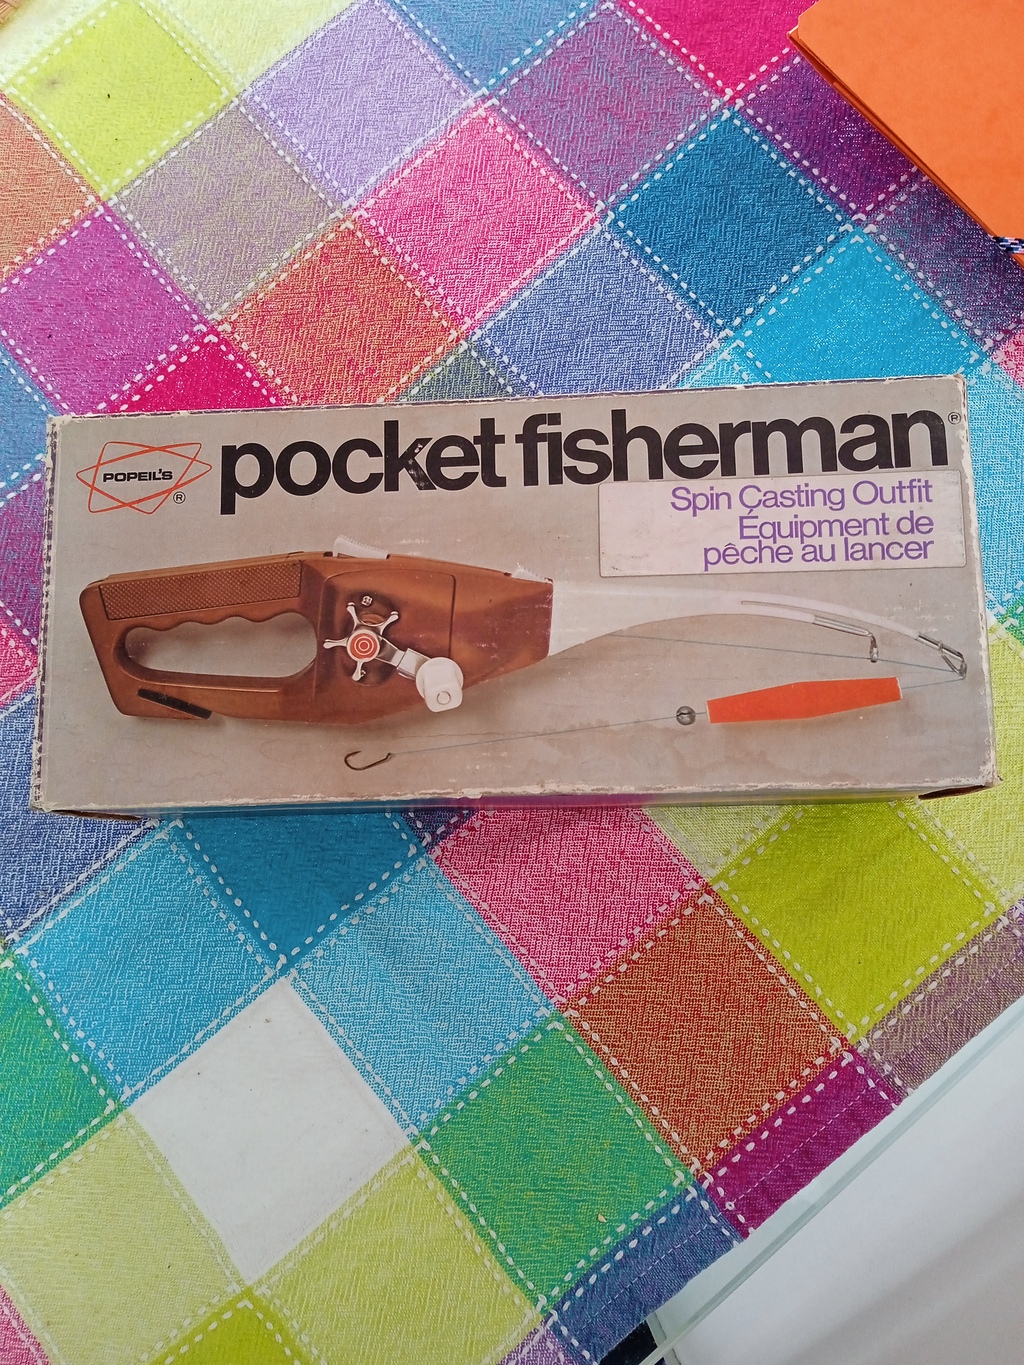 POPEIL'S ®
pocket fisherman ®
Spin Casting Outfit
Équipment de
pêche au lancer